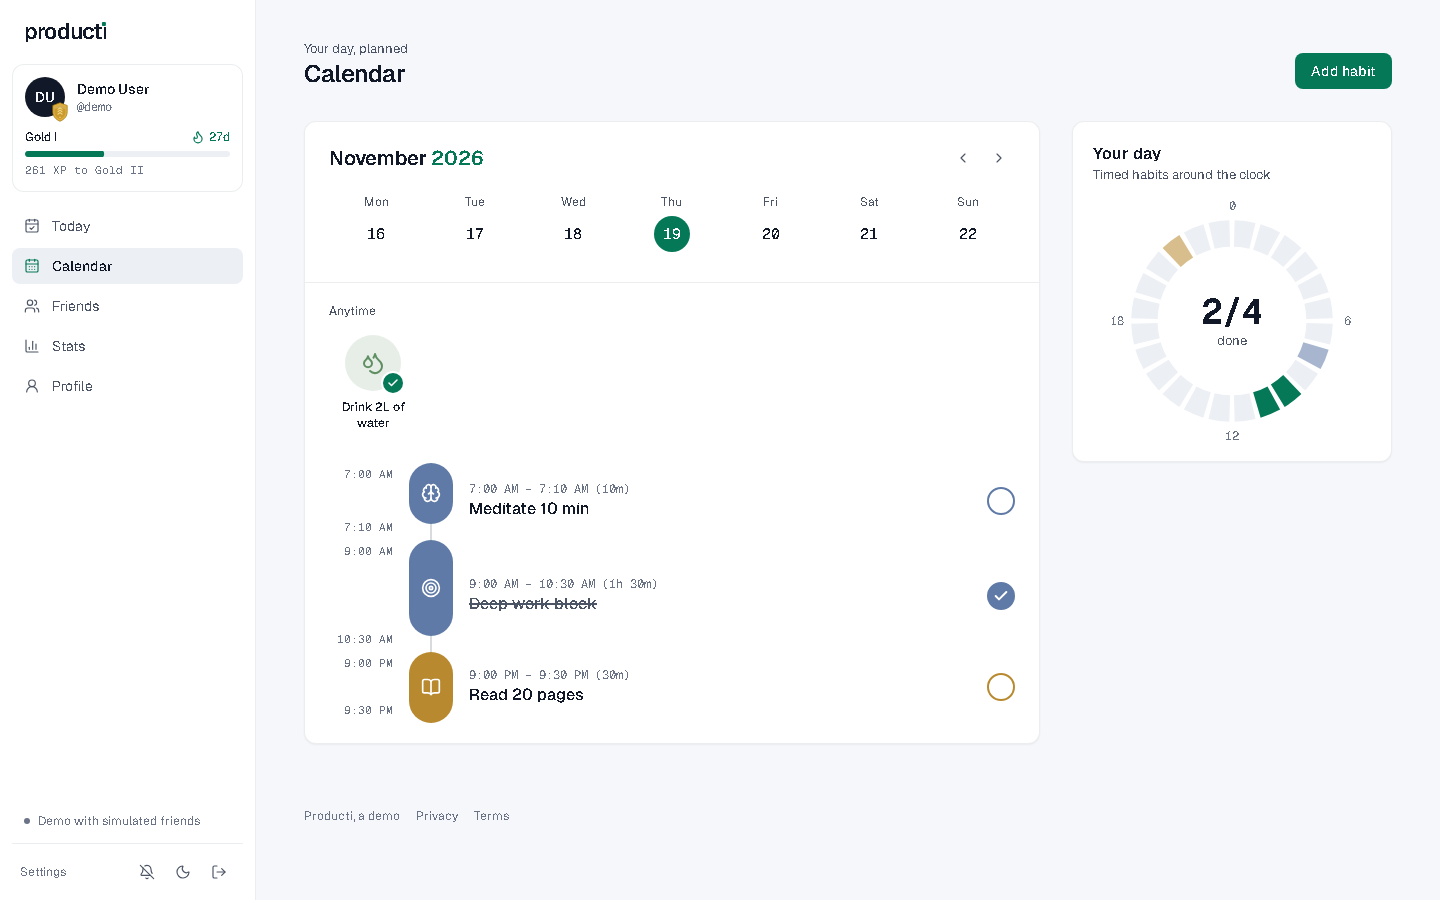 producti
DU
Demo User
@demo
Gold I
27d
261 XP to Gold II
Today
Calendar
Friends
Stats
Profile
Demo with simulated friends
Settings
Your day, planned
Calendar
Add habit
November 2026
Mon Tue Wed Thu Fri Sat Sun
16 17 18 19 20 21 22
Anytime
Drink 2L of
water
7:00 AM
7:00 AM – 7:10 AM (10m)
Meditate 10 min
7:10 AM
9:00 AM
9:00 AM – 10:30 AM (1h 30m)
Deep work block
10:30 AM
9:00 PM
9:00 PM – 9:30 PM (30m)
Read 20 pages
9:30 PM
Your day
Timed habits around the clock
0
18
6
12
2/4
done
Producti, a demo Privacy Terms